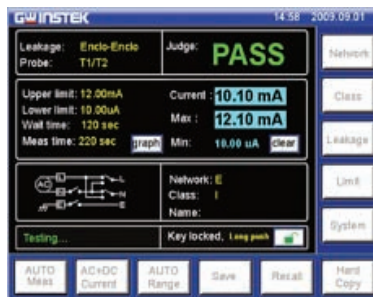 GWINSTEK 14:58 2009.09.01
Leakage: Enclo-Enclo
Probe: T1/T2
Judge: PASS
Network
Upper limit: 12.00mA
Lower limit: 10.00uA
Wait time: 120 sec
Meas time: 220 sec graph
Current : 10.10 mA
Max : 12.10 mA
Min: 10.00 uA clear
Class
Leakage
AC L L
N N
E E
Network: E
Class: I
Name:
Limit
Testing...
Key locked, Long push
System
AUTO Meas
AC+DC Current
AUTO Range
Save
Recall
Hard Copy